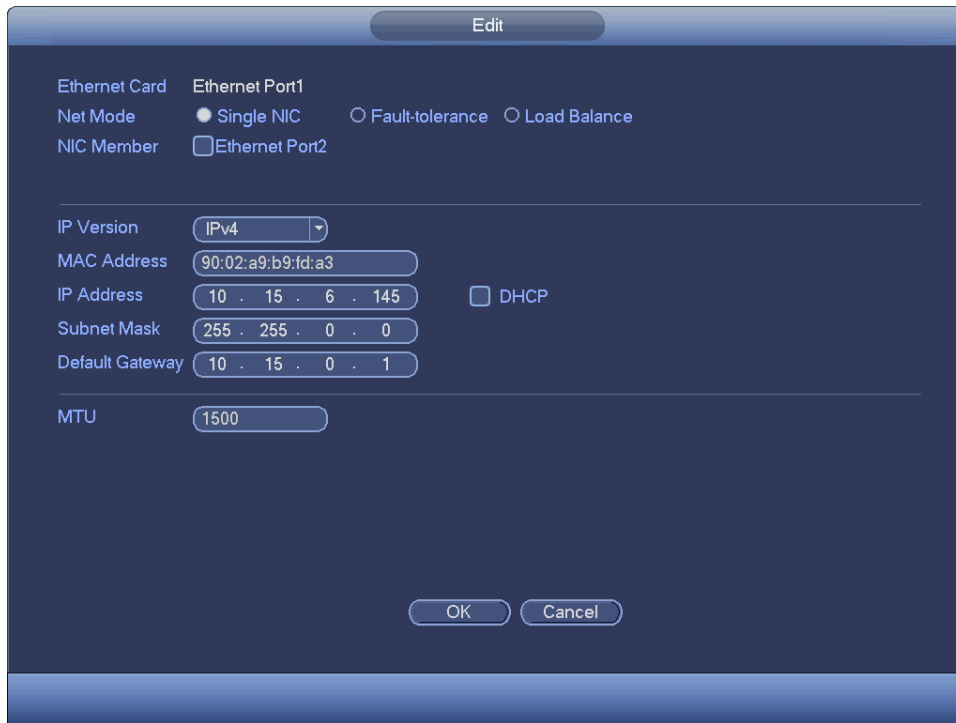 Edit
Ethernet Card Ethernet Port1
Net Mode Single NIC Fault-tolerance Load Balance
NIC Member Ethernet Port2
IP Version IPv4
MAC Address 90:02:a9:b9:fd:a3
IP Address 10 . 15 . 6 . 145 DHCP
Subnet Mask 255 . 255 . 0 . 0
Default Gateway 10 . 15 . 0 . 1
MTU 1500
OK Cancel